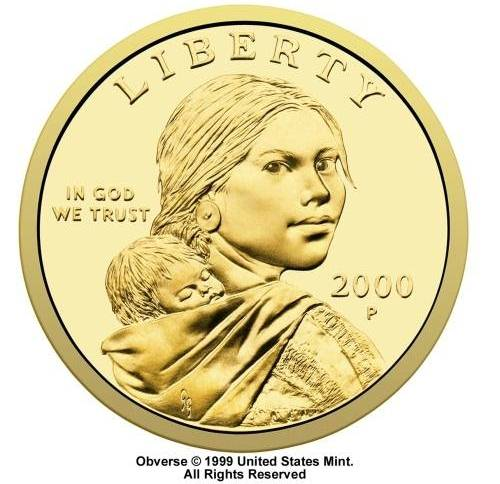 LIBERTY
IN GOD
WE TRUST
2000
P
Obverse © 1999 United States Mint.
All Rights Reserved